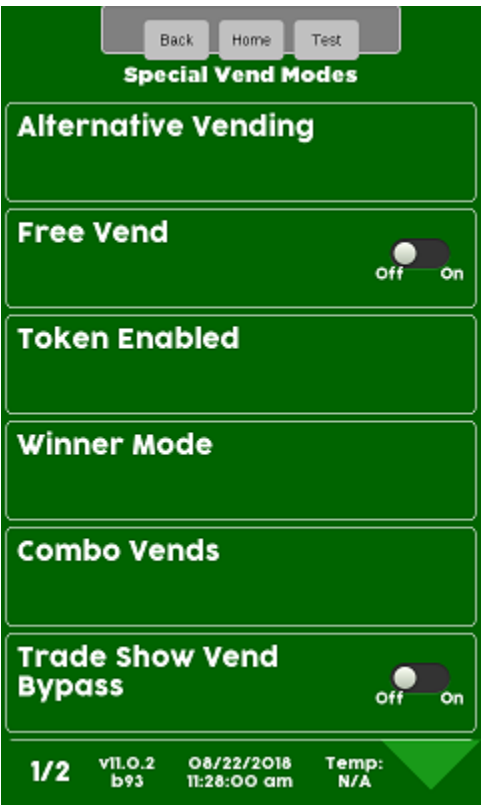 Back Home Test
Special Vend Modes
Alternative Vending
Free Vend
Off On
Token Enabled
Winner Mode
Combo Vends
Trade Show Vend
Bypass
Off On
1/2 v11.0.2 08/22/2018 Temp:
b93 11:28:00 am N/A